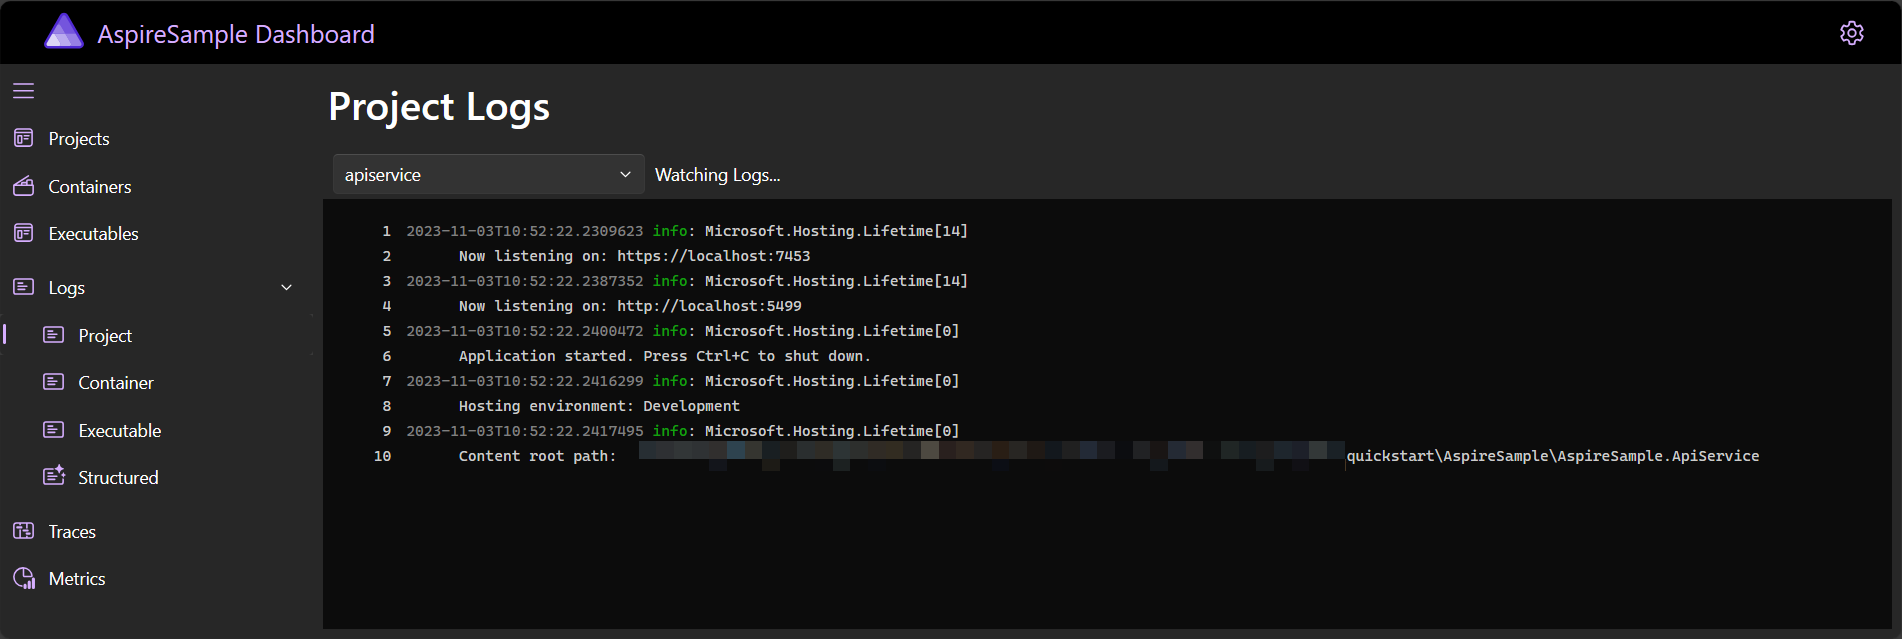 AspireSample Dashboard
Projects
Containers
Executables
Logs
Project
Container
Executable
Structured
Traces
Metrics
Project Logs
apiservice
Watching Logs...
1 2023-11-03T10:52:22.2309623 info: Microsoft.Hosting.Lifetime[14]
2 Now listening on: https://localhost:7453
3 2023-11-03T10:52:22.2387352 info: Microsoft.Hosting.Lifetime[14]
4 Now listening on: http://localhost:5499
5 2023-11-03T10:52:22.2400472 info: Microsoft.Hosting.Lifetime[0]
6 Application started. Press Ctrl+C to shut down.
7 2023-11-03T10:52:22.2416299 info: Microsoft.Hosting.Lifetime[0]
8 Hosting environment: Development
9 2023-11-03T10:52:22.2417495 info: Microsoft.Hosting.Lifetime[0]
10 Content root path: quickstart\AspireSample\AspireSample.ApiService